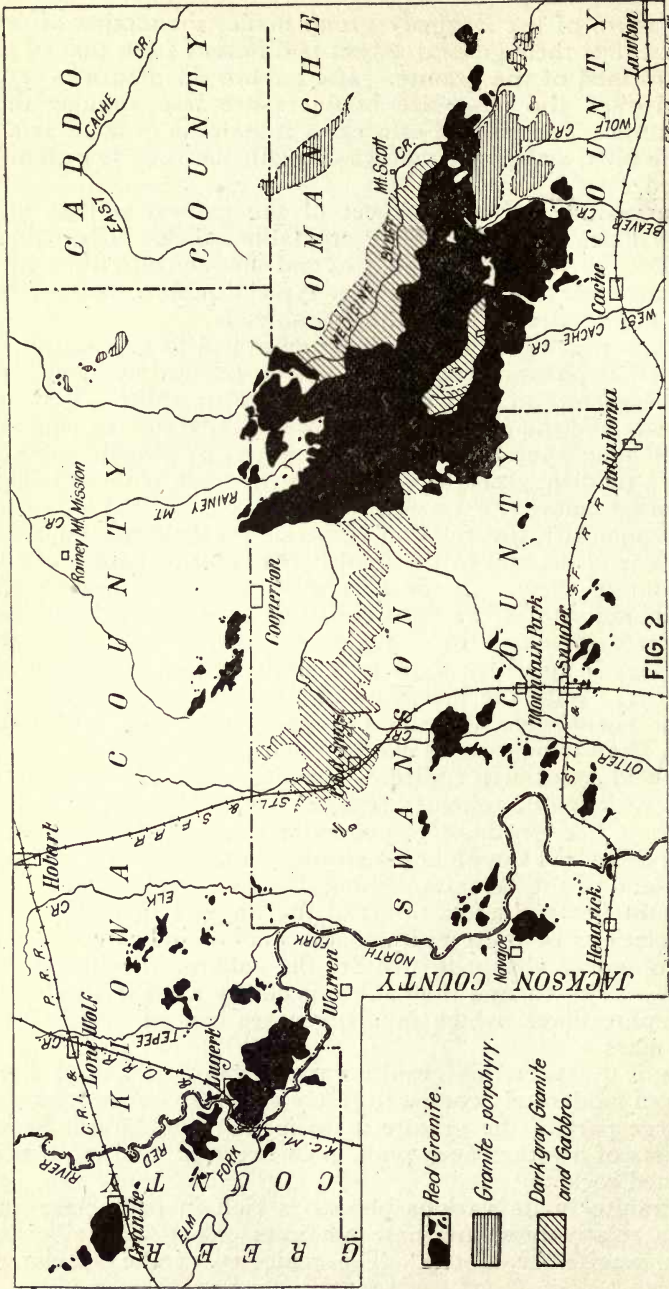 CADDO
COUNTY
EAST
CACHE CR.
KIOWA
COUNTY
COMANCHE
COUNTY
SWANSON
COUNTY
GREER
COUNTY
JACKSON COUNTY
Hobart
Lone Wolf
C.R.I. &
P. R. R.
CR.
TEPEE
ELK
CR.
RIVER
RED
Granite
ELM
FORK
Lugert
K.C.M.
& O. R. R.
Warren
NORTH
FORK
Rainey Mt. Mission
CR.
RAINEY MT.
Cooperton
ST.L. &
S. F. R. R.
CR.
Navajoe
Headrick
Mountain Park
Snyder
OTTER
ST.L. &
S.F.
R R
Indiahoma
MEDICINE
BLUFF
CR.
Mt. Scott
Cache
WEST
CACHE CR.
BEAVER
CR.
WOLF
CR.
Lawton
Red Granite
Granite - porophyry.
Dark gray Granite
and Gabbro.
FIG. 2